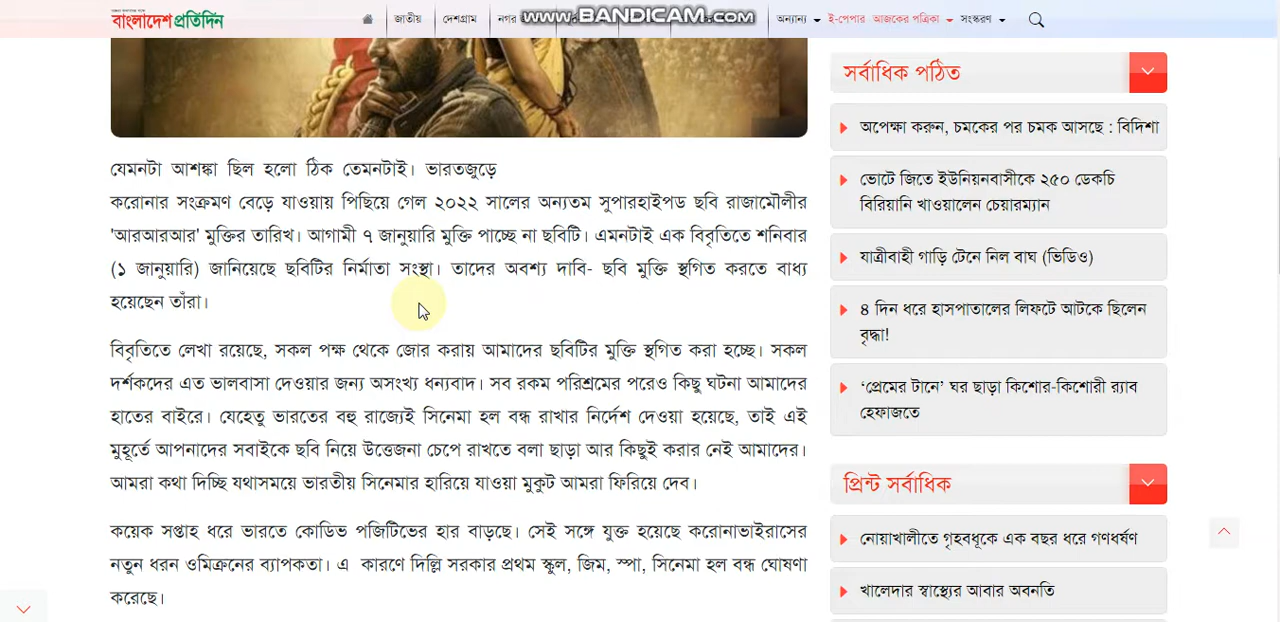 বাংলাদেশ প্রতিদিন
জাতীয়
দেশগ্রাম
নগর
www.BANDICAM.com
অন্যান্য
ই-পেপার
আজকের পত্রিকা
সংস্করণ
যেমনটা আশঙ্কা ছিল হলো ঠিক তেমনটাই। ভারতজুড়ে
করোনার সংক্রমণ বেড়ে যাওয়ায় পিছিয়ে গেল ২০২২ সালের অন্যতম সুপারহাইপড ছবি রাজামৌলীর
'আরআরআর' মুক্তির তারিখ। আগামী ৭ জানুয়ারি মুক্তি পাচ্ছে না ছবিটি। এমনটাই এক বিবৃতিতে শনিবার
(১ জানুয়ারি) জানিয়েছে ছবিটির নির্মাতা সংস্থা। তাদের অবশ্য দাবি- ছবি মুক্তি স্থগিত করতে বাধ্য
হয়েছেন তাঁরা।
বিবৃতিতে লেখা রয়েছে, সকল পক্ষ থেকে জোর করায় আমাদের ছবিটির মুক্তি স্থগিত করা হচ্ছে। সকল
দর্শকদের এত ভালবাসা দেওয়ার জন্য অসংখ্য ধন্যবাদ। সব রকম পরিশ্রমের পরেও কিছু ঘটনা আমাদের
হাতের বাইরে। যেহেতু ভারতের বহু রাজ্যেই সিনেমা হল বন্ধ রাখার নির্দেশ দেওয়া হয়েছে, তাই এই
মুহূর্তে আপনাদের সবাইকে ছবি নিয়ে উত্তেজনা চেপে রাখতে বলা ছাড়া আর কিছুই করার নেই আমাদের।
আমরা কথা দিচ্ছি যথাসময়ে ভারতীয় সিনেমার হারিয়ে যাওয়া মুকুট আমরা ফিরিয়ে দেব।
কয়েক সপ্তাহ ধরে ভারতে কোডিভ পজিটিভের হার বাড়ছে। সেই সঙ্গে যুক্ত হয়েছে করোনাভাইরাসের
নতুন ধরন ওমিক্রনের ব্যাপকতা। এ কারণে দিল্লি সরকার প্রথম স্কুল, জিম, স্পা, সিনেমা হল বন্ধ ঘোষণা
করেছে।
সর্বাধিক পঠিত
অপেক্ষা করুন, চমকের পর চমক আসছে : বিদিশা
ভোটে জিতে ইউনিয়নবাসীকে ২৫০ ডেকচি
বিরিয়ানি খাওয়ালেন চেয়ারম্যান
যাত্রীবাহী গাড়ি টেনে নিল বাঘ (ভিডিও)
৪ দিন ধরে হাসপাতালের লিফটে আটকে ছিলেন
বৃদ্ধা!
‘প্রেমের টানে’ ঘর ছাড়া কিশোর-কিশোরী র‍্যাব
হেফাজতে
প্রিন্ট সর্বাধিক
নোয়াখালীতে গৃহবধূকে এক বছর ধরে গণধর্ষণ
খালেদার স্বাস্থ্যের আবার অবনতি